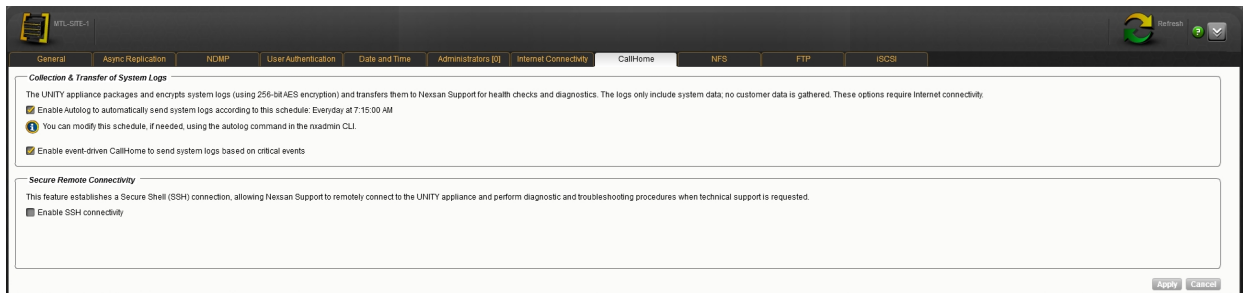 MTL-SITE-1
Refresh
General Async Replication NDMP User Authentication Date and Time Administrators [0] Internet Connectivity CallHome NFS FTP iSCSI
Collection & Transfer of System Logs
The UNITY appliance packages and encrypts system logs (using 256-bit AES encryption) and transfers them to Nexsan Support for health checks and diagnostics. The logs only include system data; no customer data is gathered. These options require Internet connectivity.
Enable Autolog to automatically send system logs according to this schedule: Everyday at 7:15:00 AM
You can modify this schedule, if needed, using the autolog command in the nxadmin CLI.
Enable event-driven CallHome to send system logs based on critical events
Secure Remote Connectivity
This feature establishes a Secure Shell (SSH) connection, allowing Nexsan Support to remotely connect to the UNITY appliance and perform diagnostic and troubleshooting procedures when technical support is requested.
Enable SSH connectivity
Apply Cancel